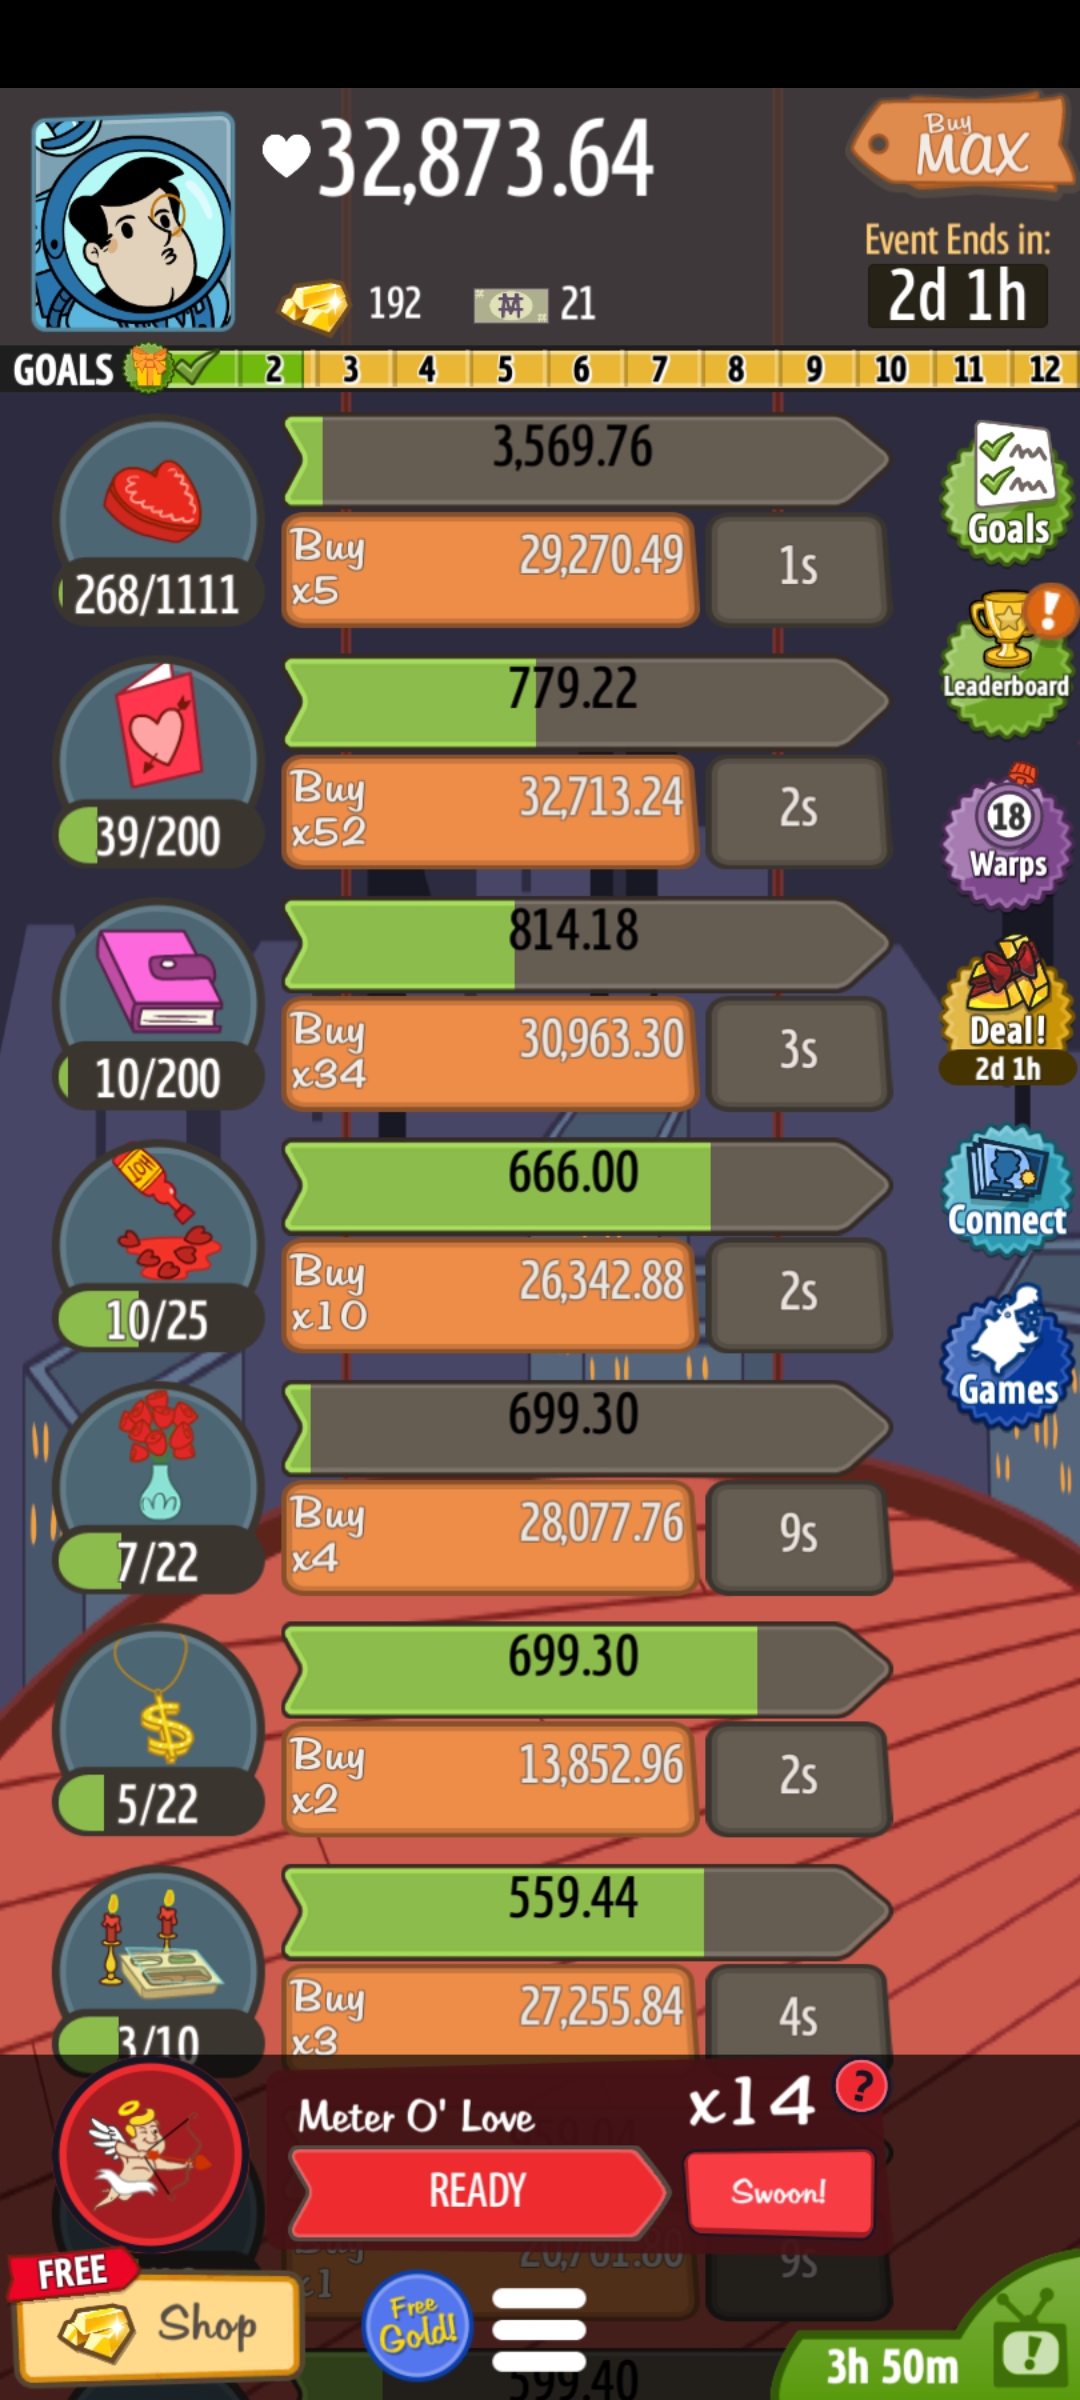 32,873.64
Buy
MAX
Event Ends in:
2d 1h
192
21
GOALS 2 3 4 5 6 7 8 9 10 11 12
3,569.76
Buy
x5
29,270.49
1s
268/1111
Goals
779.22
Buy
x52
32,713.24
2s
39/200
!
Leaderboard
18
Warps
814.18
Buy
x34
30,963.30
3s
10/200
Deal!
2d 1h
HOT
666.00
Buy
x10
26,342.88
2s
10/25
Connect
Games
699.30
Buy
x4
28,077.76
9s
7/22
$
699.30
Buy
x2
13,852.96
2s
5/22
559.44
Buy
x3
27,255.84
4s
3/10
Meter O' Love
x14
?
READY
Swoon!
Buy
x1
20,761.80
9s
FREE
Shop
Free
Gold!
599.40
3h 50m
!